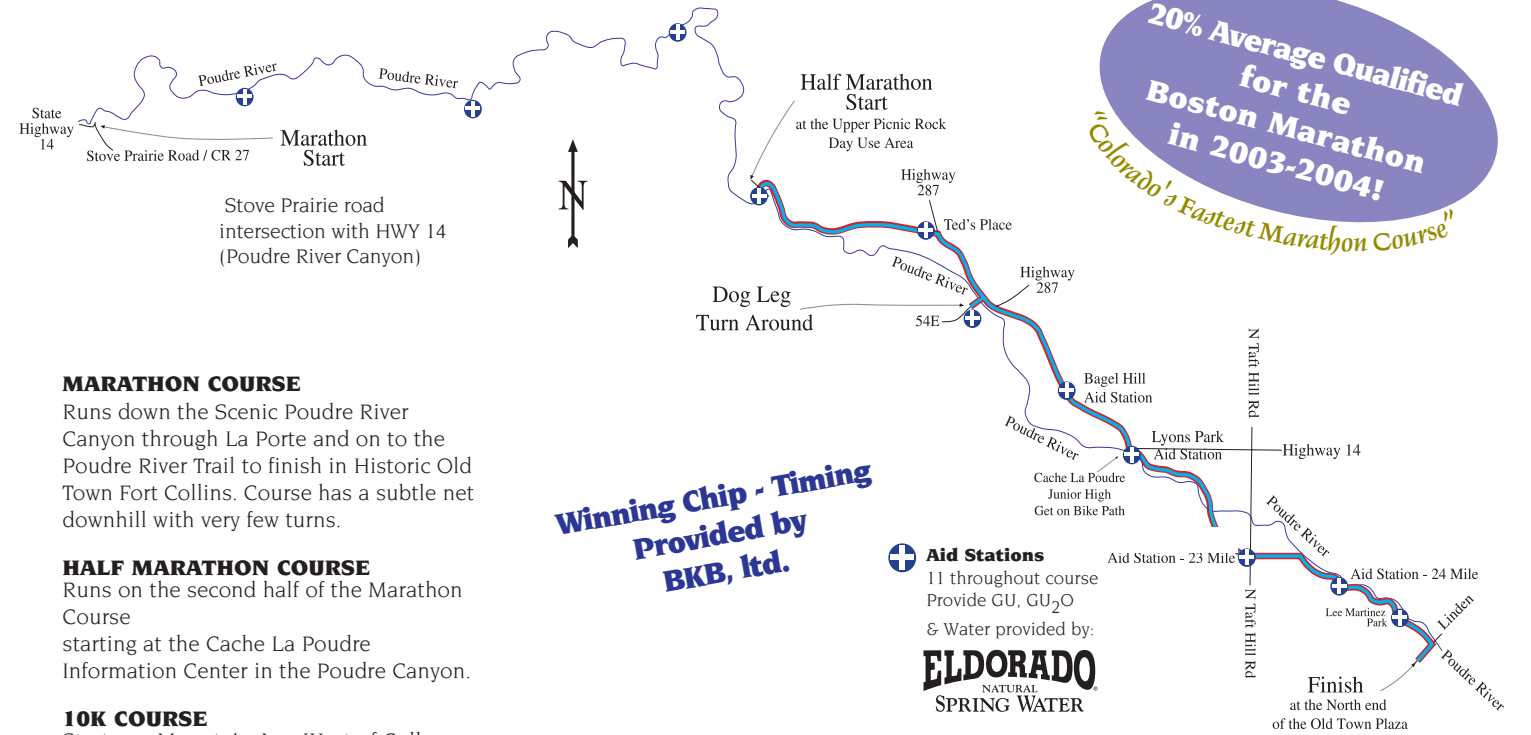 20% Average Qualified
for the
Boston Marathon
in 2003-2004!
“Colorado's Fastest Marathon Course”
Poudre River
Poudre River
State
Highway
14
Stove Prairie Road / CR 27
Marathon
Start
Half Marathon
Start
at the Upper Picnic Rock
Day Use Area
N
Stove Prairie road
intersection with HWY 14
(Poudre River Canyon)
Highway
287
Ted's Place
Poudre River
Highway
287
Dog Leg
Turn Around
54E
Bagel Hill
Aid Station
N Taft Hill Rd
Poudre River
Lyons Park
Aid Station
Highway 14
Cache La Poudre
Junior High
Get on Bike Path
Poudre River
Aid Station - 23 Mile
Aid Station - 24 Mile
N Taft Hill Rd
Lee Martinez
Park
Linden
Poudre River
Finish
at the North end
of the Old Town Plaza
MARATHON COURSE
Runs down the Scenic Poudre River
Canyon through La Porte and on to the
Poudre River Trail to finish in Historic Old
Town Fort Collins. Course has a subtle net
downhill with very few turns.
HALF MARATHON COURSE
Runs on the second half of the Marathon
Course
starting at the Cache La Poudre
Information Center in the Poudre Canyon.
10K COURSE
Winning Chip - Timing
Provided by
BKB, ltd.
Aid Stations
11 throughout course
Provide GU, GU2O
& Water provided by:
ELDORADO®
NATURAL
SPRING WATER